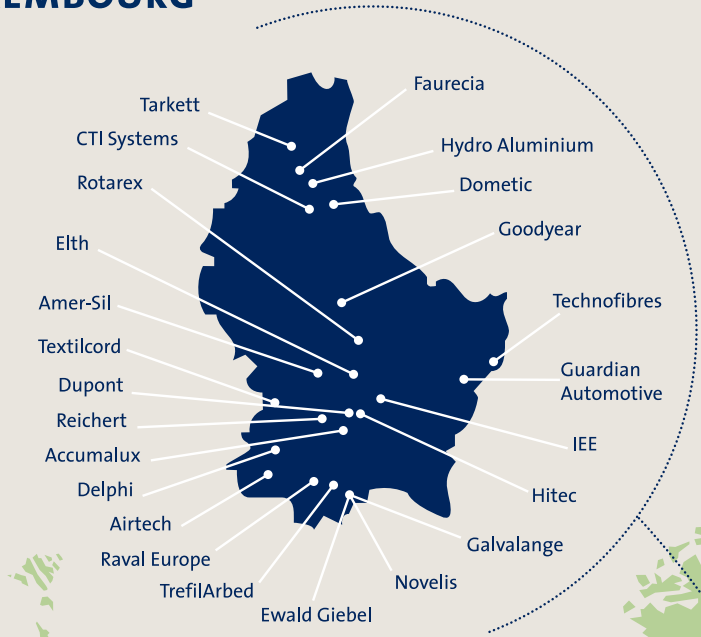 EMBOURG
Faurecia
Tarkett
CTI Systems
Hydro Aluminium
Rotarex
Dometic
Goodyear
Elth
Amer-Sil
Technofibres
Textilcord
Guardian
Automotive
Dupont
Reichert
IEE
Accumalux
Delphi
Hitec
Airtech
Galvalange
Raval Europe
Novelis
TrefilArbed
Ewald Giebel